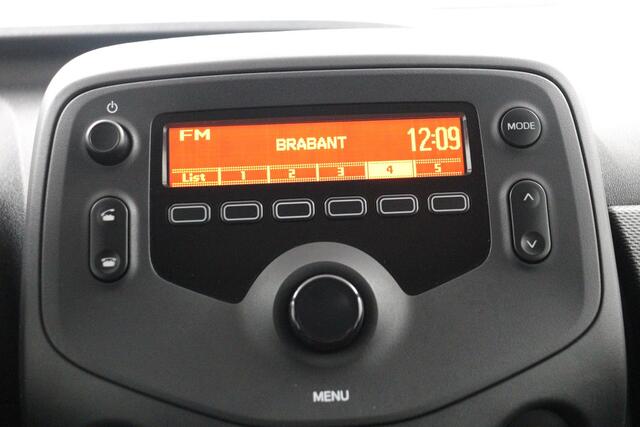 FM
BRABANT
12:09
List 1 2 3 4 5
MODE
MENU